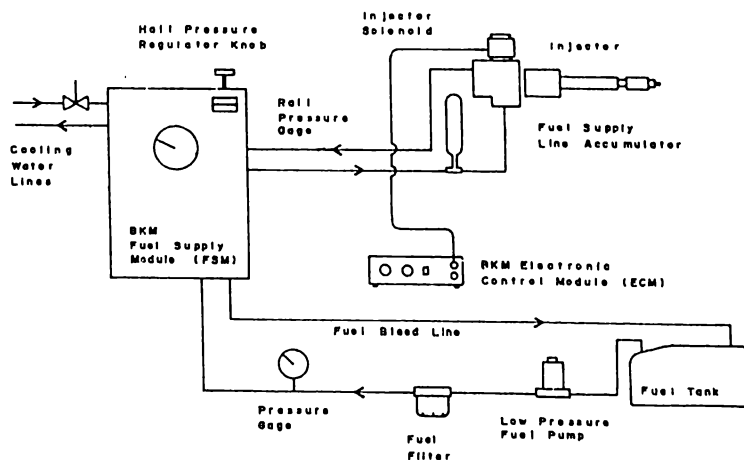 Injector
Solenoid
Hall Pressure
Regulator Knob
Injector
Rail
Pressure
Gage
Fuel Supply
Line Accumulator
Cooling
Water
Lines
BKM
Fuel Supply
Module (FSM)
RKM Electronic
Control Module (ECM)
Fuel Bleed Line
Fuel Tank
Pressure
Gage
Low Pressure
Fuel Pump
Fuel
Filter